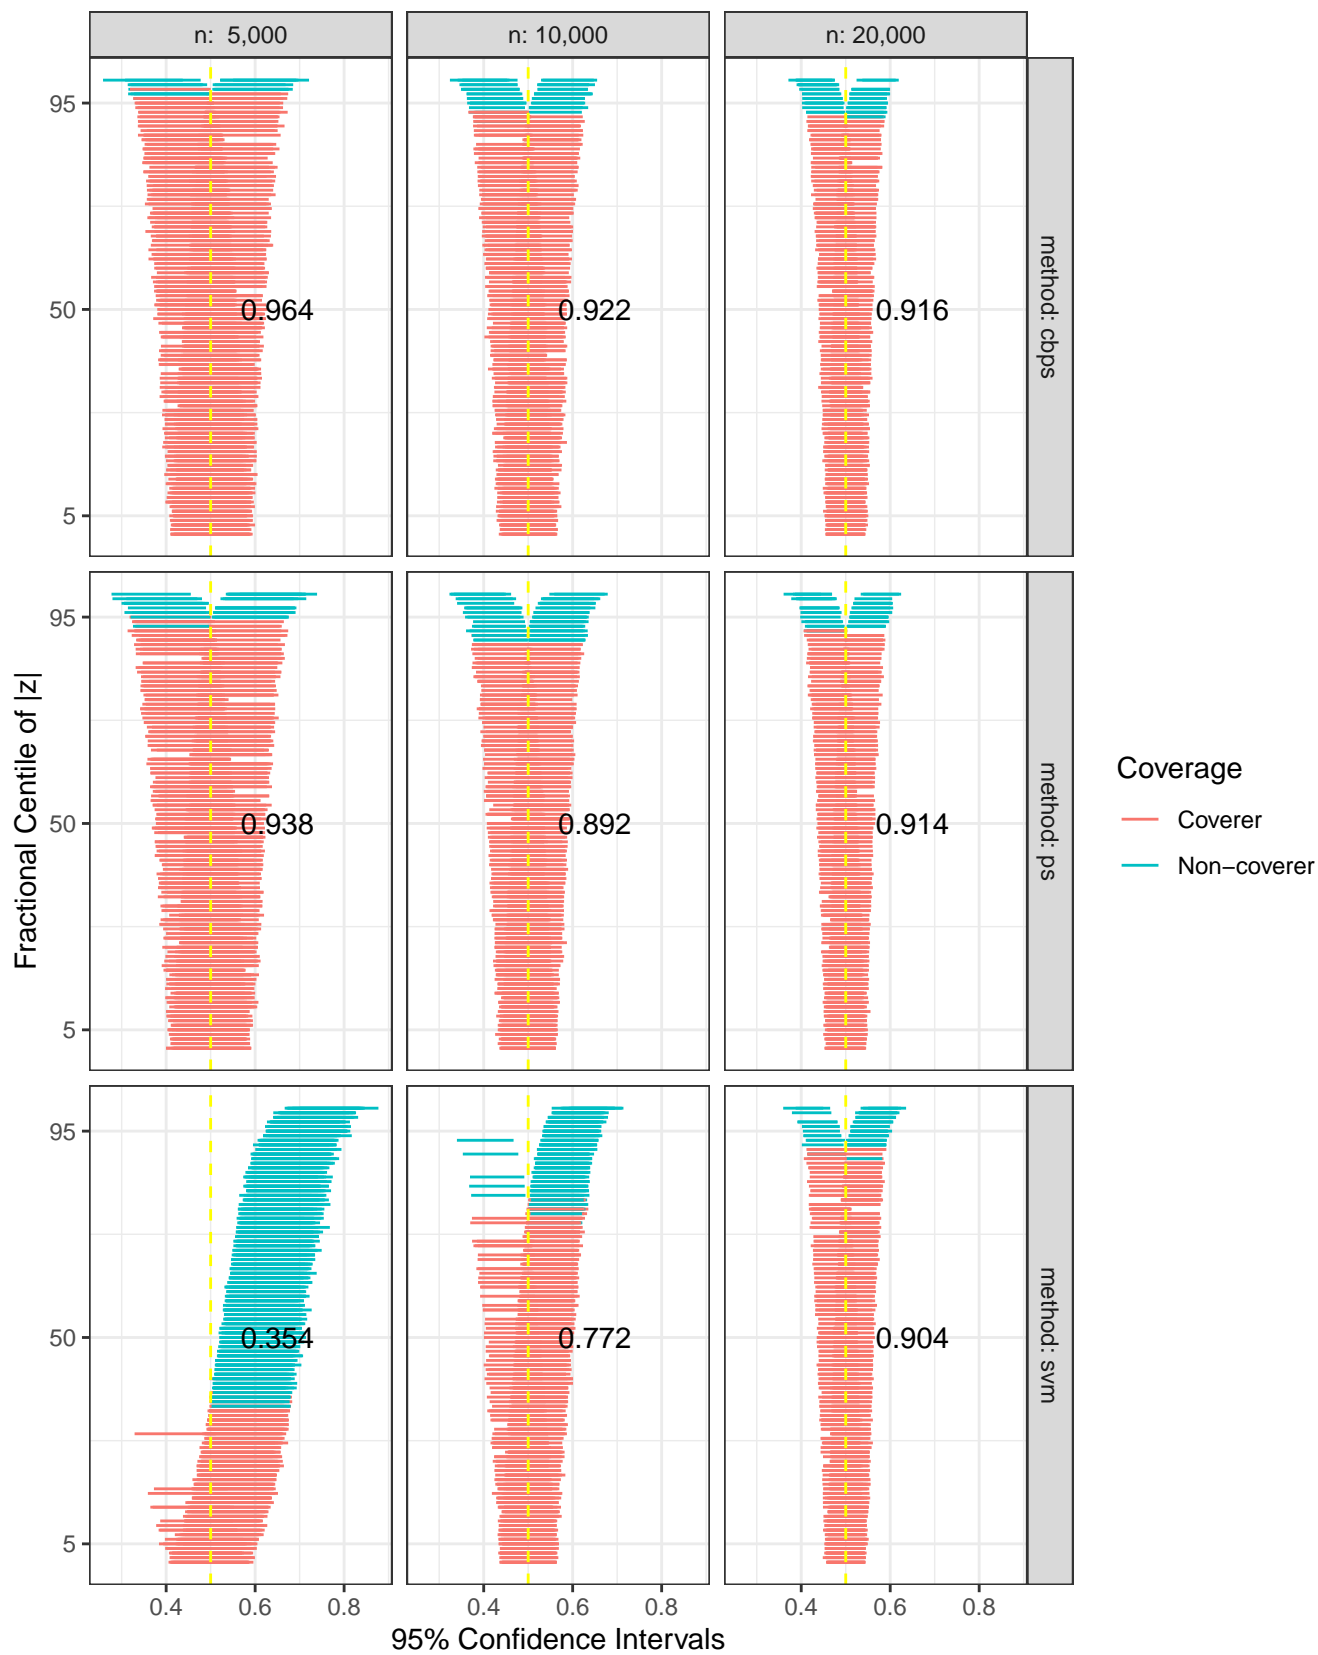 n: 5,000
n: 10,000
n: 20,000
95
50
5
0.964
0.922
0.916
method: cbps
95
50
5
0.938
0.892
0.914
method: ps
95
50
5
0.354
0.772
0.904
method: svm
0.4 0.6 0.8
0.4 0.6 0.8
0.4 0.6 0.8
95% Confidence Intervals
Fractional Centile of |z|
Coverage
Coverer
Non−coverer